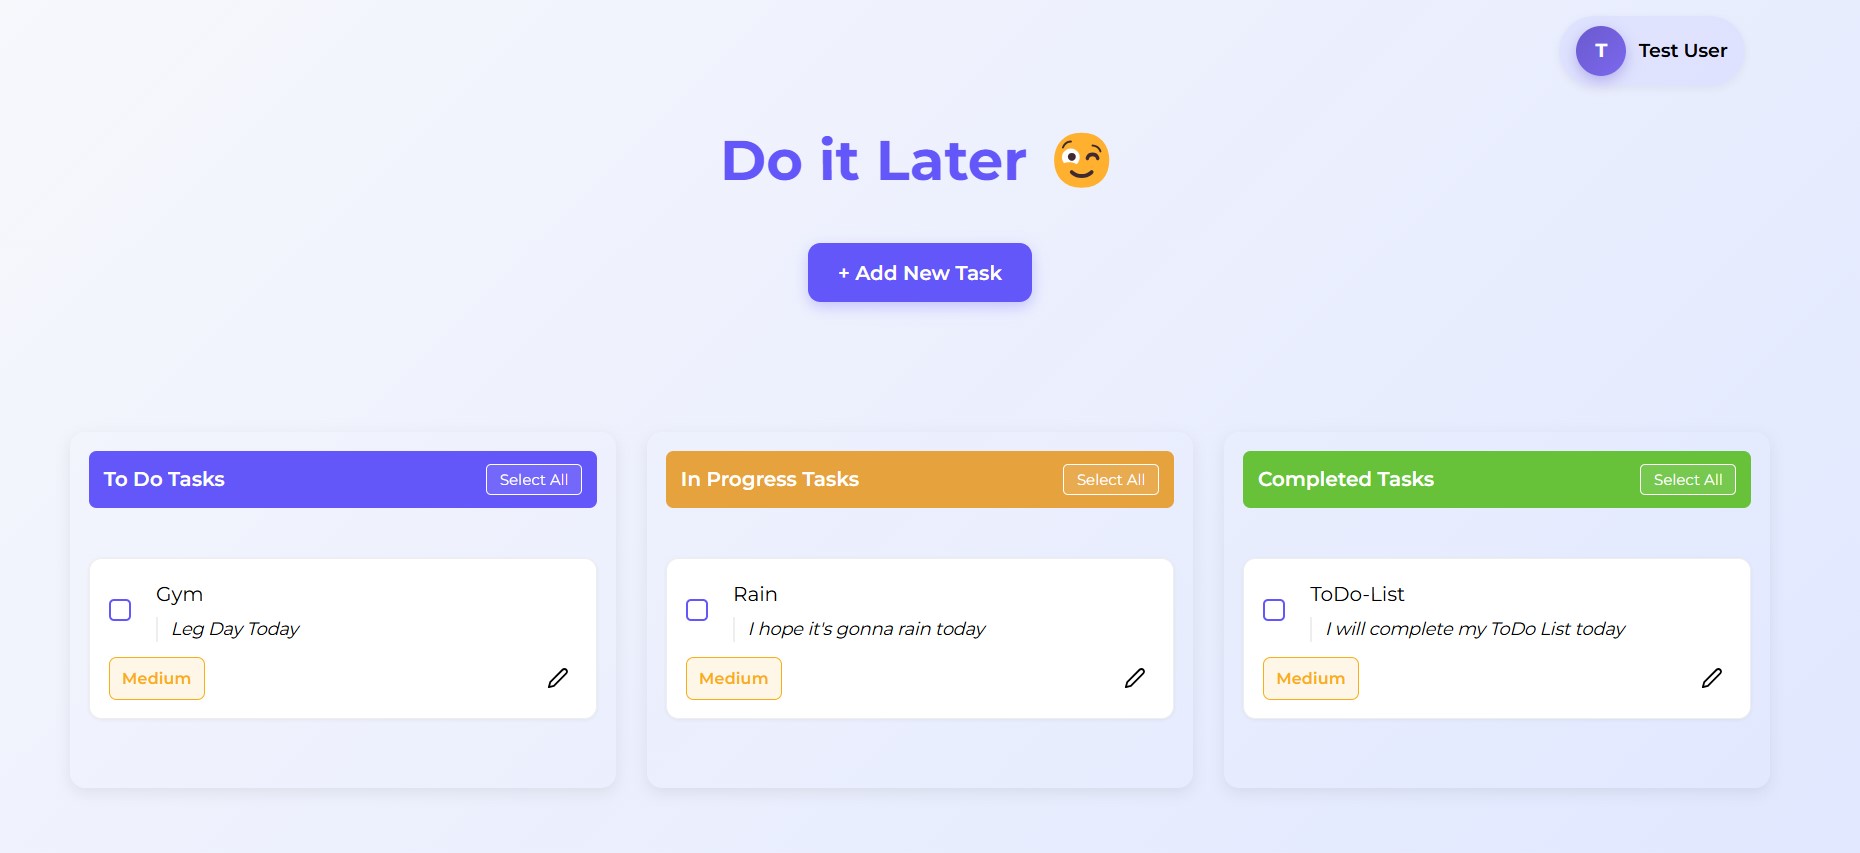 T Test User
Do it Later
+ Add New Task
To Do Tasks Select All
Gym
Leg Day Today
Medium
In Progress Tasks Select All
Rain
I hope it's gonna rain today
Medium
Completed Tasks Select All
ToDo-List
I will complete my ToDo List today
Medium